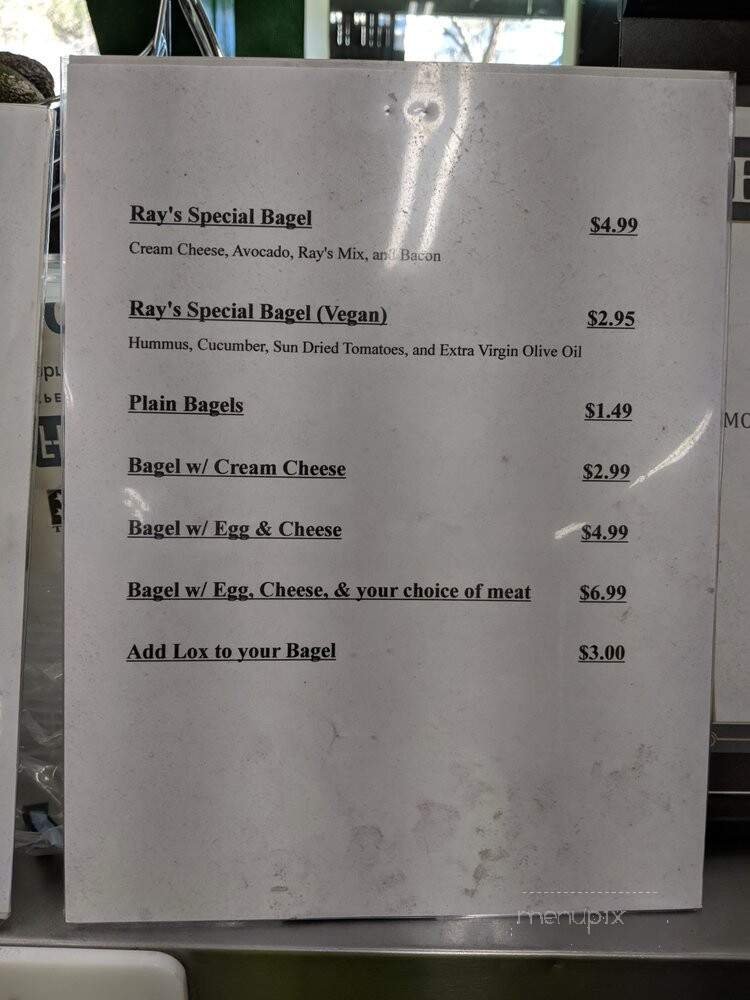 Ray's Special Bagel $4.99
Cream Cheese, Avocado, Ray's Mix, and Bacon
Ray's Special Bagel (Vegan) $2.95
Hummus, Cucumber, Sun Dried Tomatoes, and Extra Virgin Olive Oil
Plain Bagels $1.49
Bagel w/ Cream Cheese $2.99
Bagel w/ Egg & Cheese $4.99
Bagel w/ Egg, Cheese, & your choice of meat $6.99
Add Lox to your Bagel $3.00
menupix